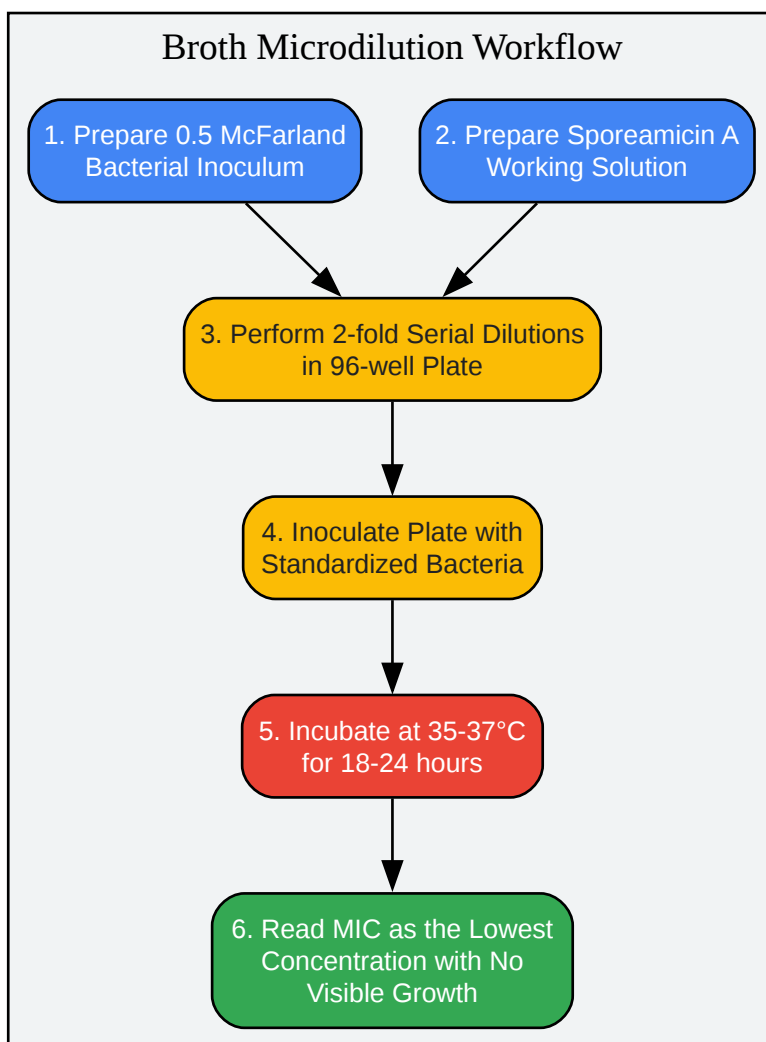 Broth Microdilution Workflow
1. Prepare 0.5 McFarland
Bacterial Inoculum
2. Prepare Sporeamicin A
Working Solution
3. Perform 2-fold Serial Dilutions
in 96-well Plate
4. Inoculate Plate with
Standardized Bacteria
5. Incubate at 35-37°C
for 18-24 hours
6. Read MIC as the Lowest
Concentration with No
Visible Growth